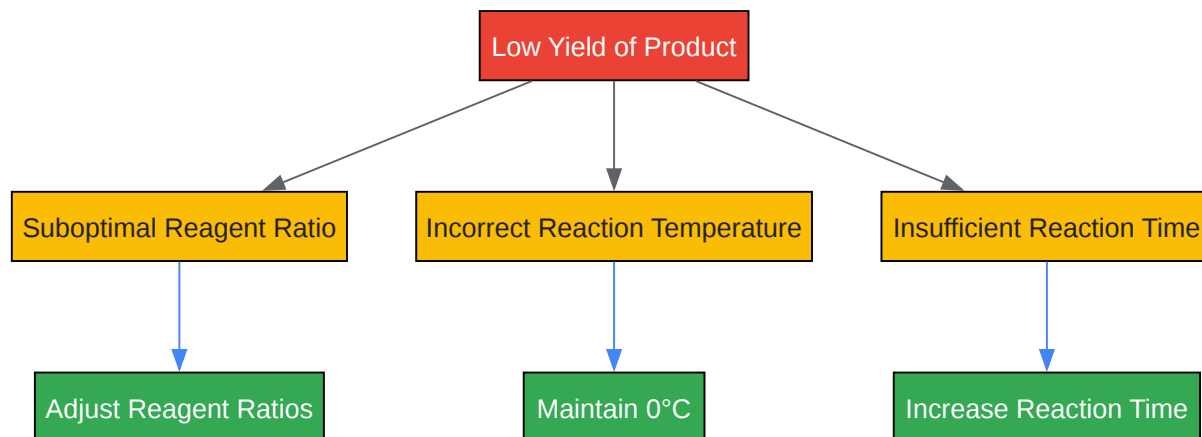 Low Yield of Product
Suboptimal Reagent Ratio
Incorrect Reaction Temperature
Insufficient Reaction Time
Adjust Reagent Ratios
Maintain 0°C
Increase Reaction Time